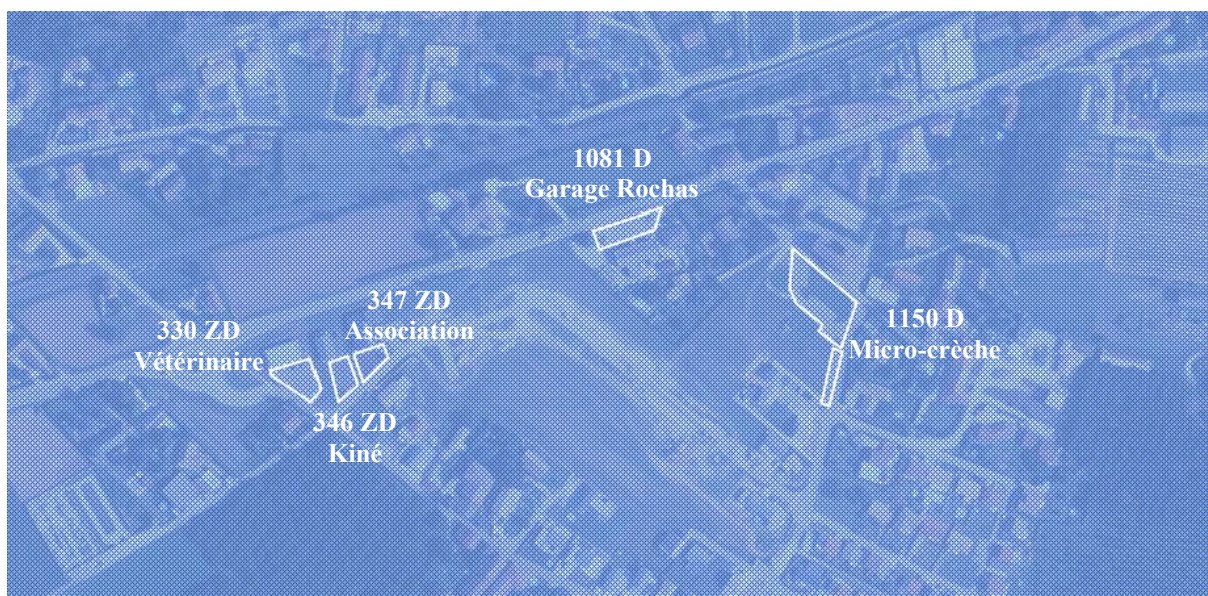 1081 D
Garage Rochas
347 ZD
Association
330 ZD
Vétérinaire
1150 D
Micro-crèche
346 ZD
Kiné